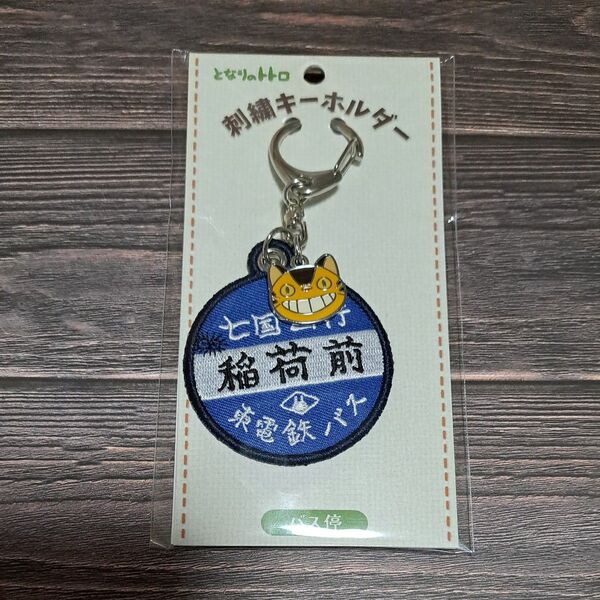 となりのトトロ
刺繍キーホルダー
七国山行
稲荷前
東電鉄バス
バス停